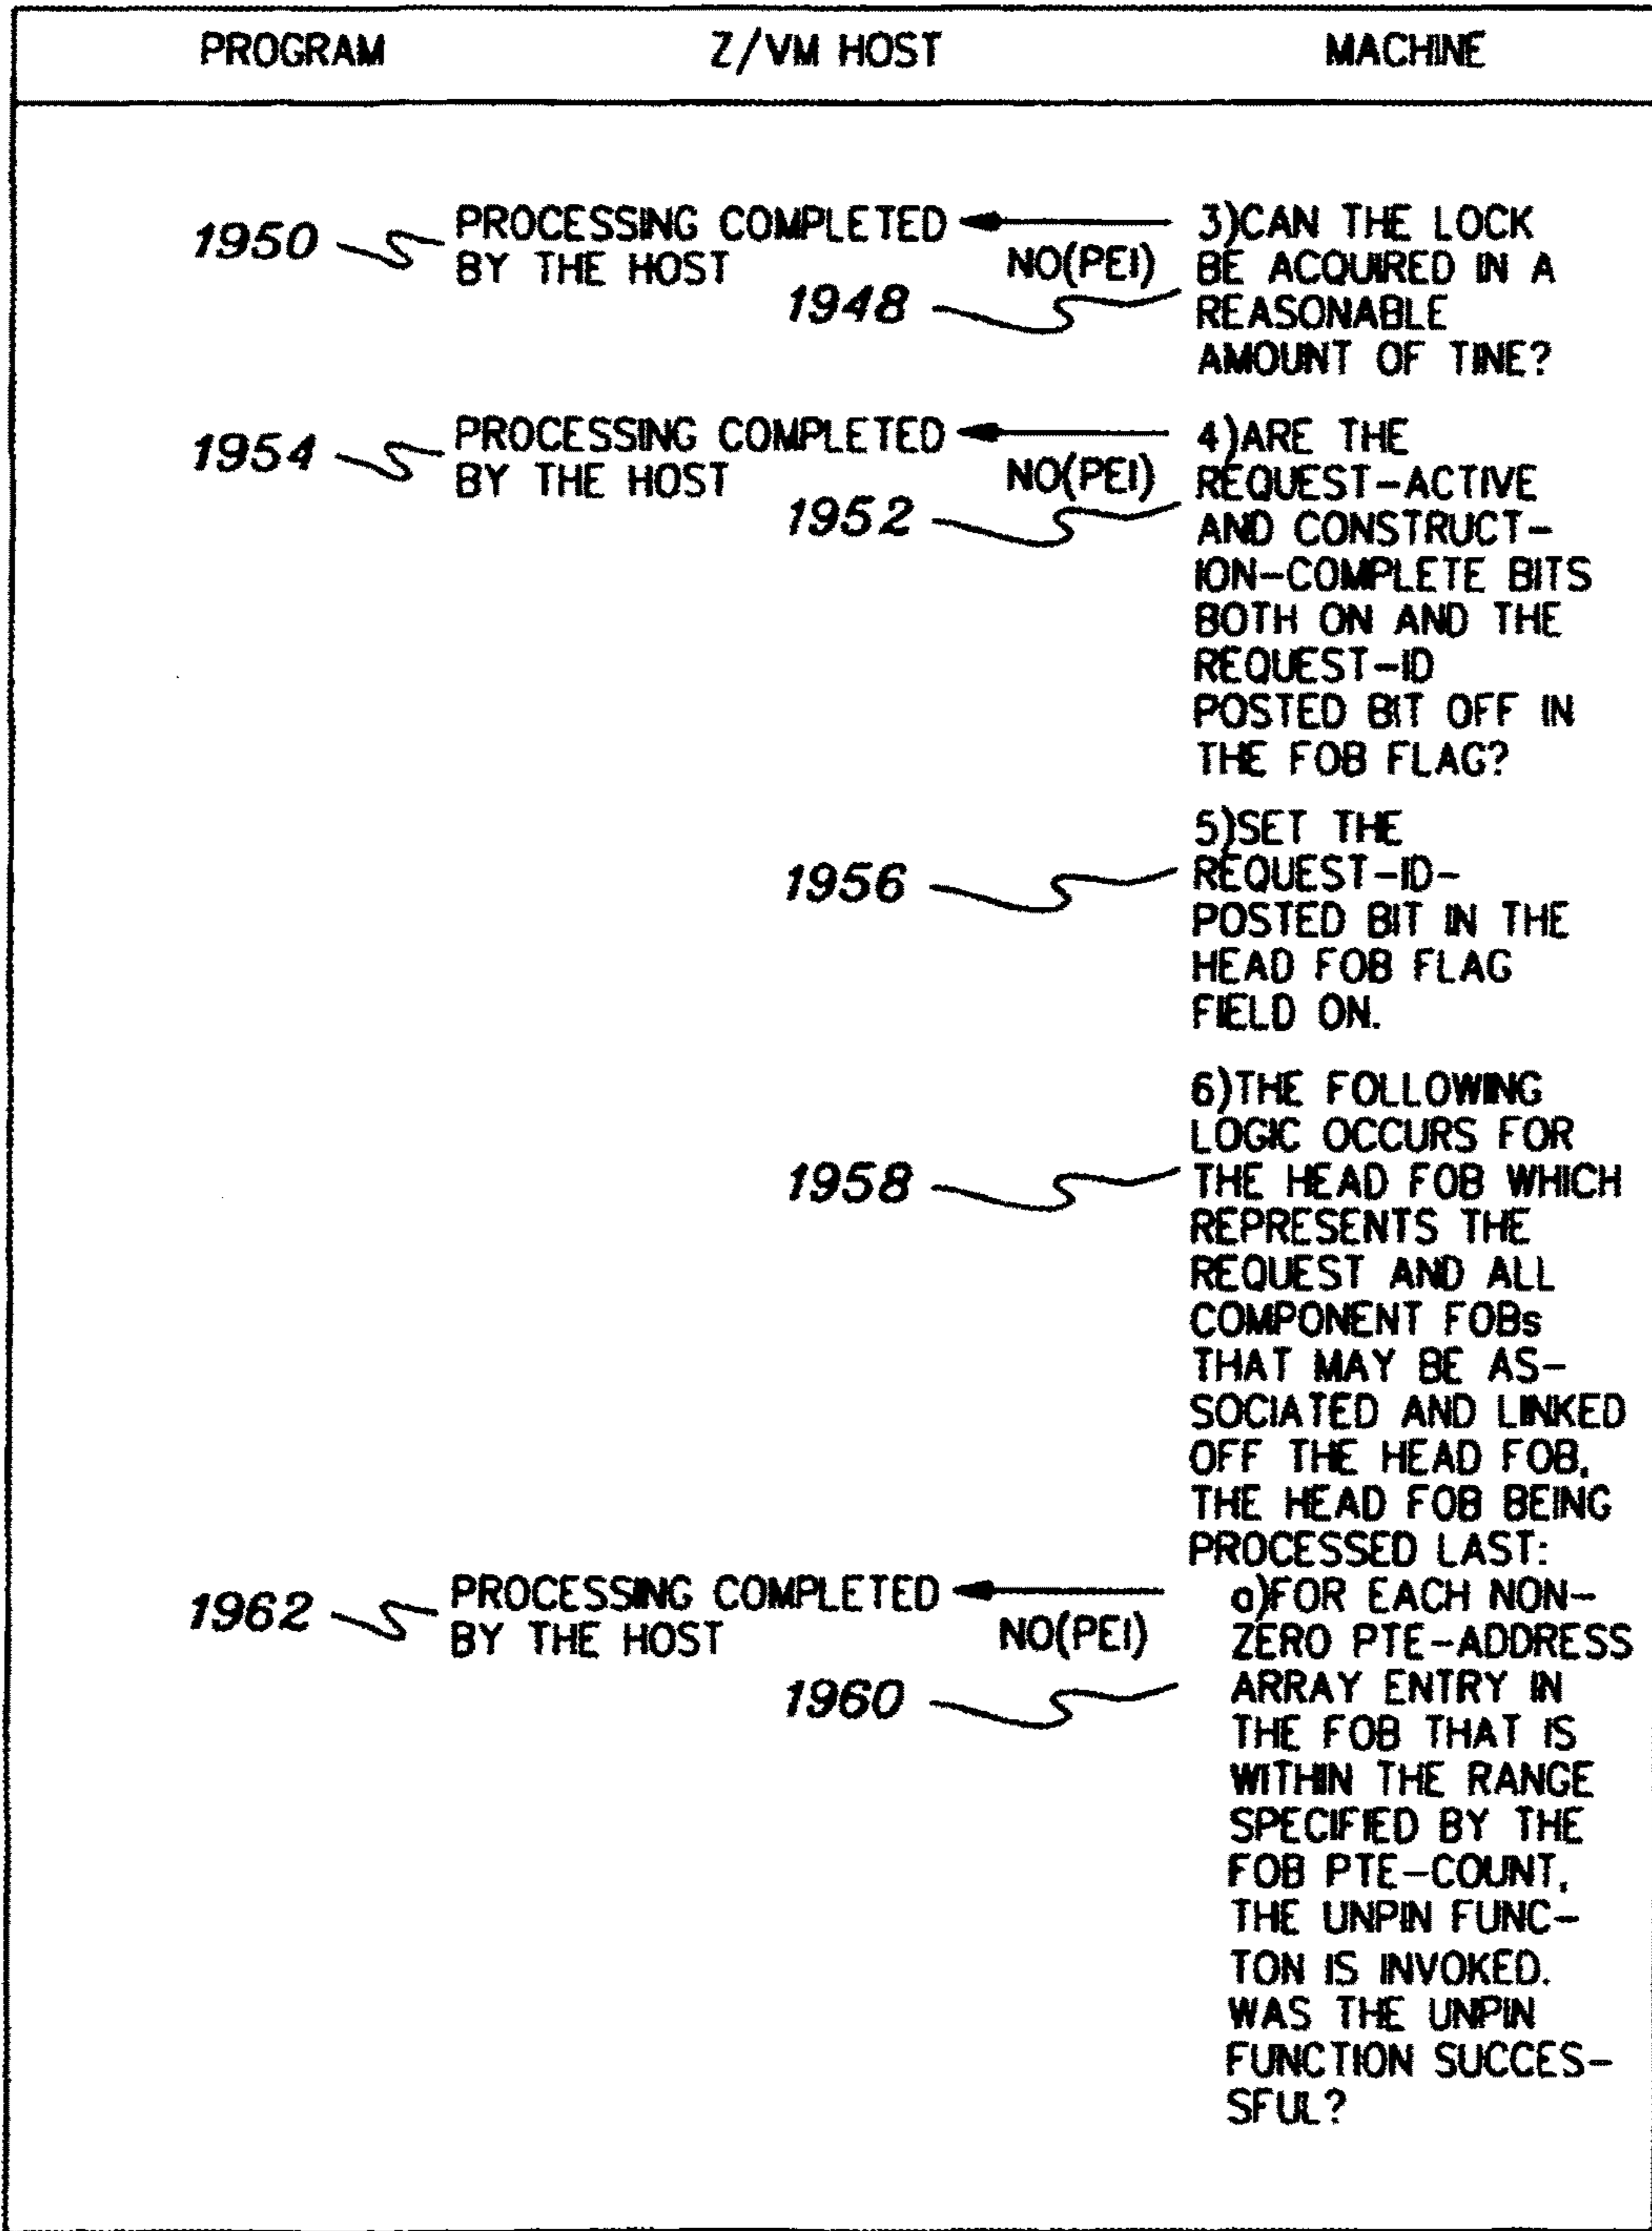 PROGRAM Z/VM HOST MACHINE
1950 PROCESSING COMPLETED
BY THE HOST
NO(PEI)
1948
3)CAN THE LOCK
BE ACQUIRED IN A
REASONABLE
AMOUNT OF TINE?
1954 PROCESSING COMPLETED
BY THE HOST
NO(PEI)
1952
4)ARE THE
REQUEST-ACTIVE
AND CONSTRUCT-
ION-COMPLETE BITS
BOTH ON AND THE
REQUEST-ID
POSTED BIT OFF IN
THE FOB FLAG?
1956
5)SET THE
REQUEST-ID-
POSTED BIT IN THE
HEAD FOB FLAG
FIELD ON.
1958
6)THE FOLLOWING
LOGIC OCCURS FOR
THE HEAD FOB WHICH
REPRESENTS THE
REQUEST AND ALL
COMPONENT FOBs
THAT MAY BE AS-
SOCIATED AND LINKED
OFF THE HEAD FOB,
THE HEAD FOB BEING
PROCESSED LAST:
1962 PROCESSING COMPLETED
BY THE HOST
NO(PEI)
1960
a)FOR EACH NON-
ZERO PTE-ADDRESS
ARRAY ENTRY IN
THE FOB THAT IS
WITHIN THE RANGE
SPECIFIED BY THE
FOB PTE-COUNT,
THE UNPIN FUNC-
TON IS INVOKED.
WAS THE UNPIN
FUNCTION SUCCES-
SFUL?